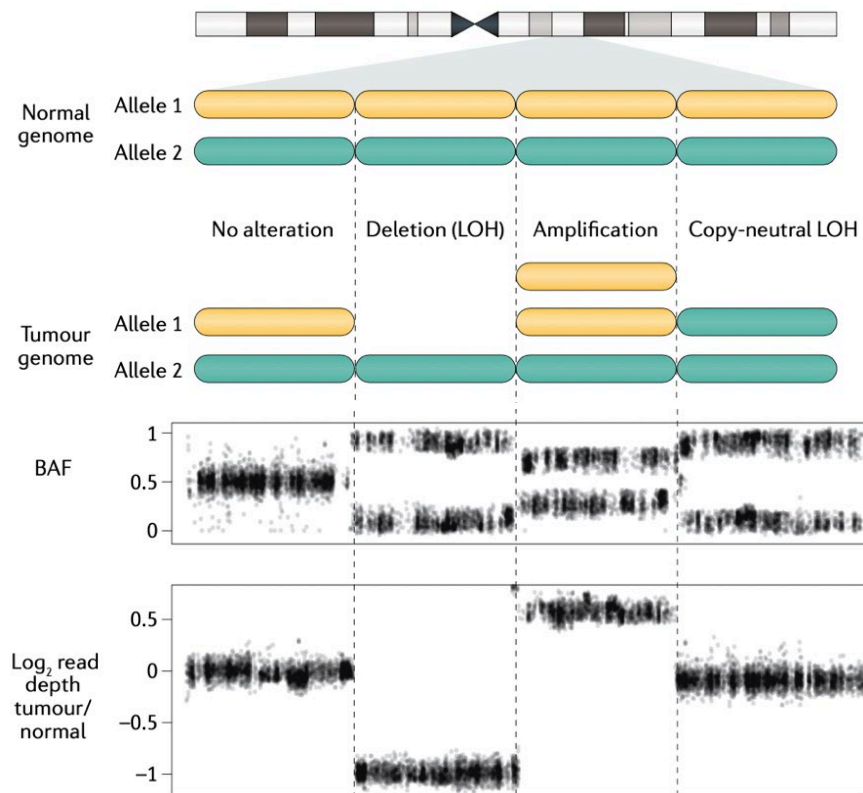 Normal
genome
Allele 1
Allele 2
No alteration
Deletion (LOH)
Amplification
Copy-neutral LOH
Tumour
genome
Allele 1
Allele 2
BAF
1
0.5
0
Log₂ read
depth
tumour/
normal
0.5
0
–0.5
–1